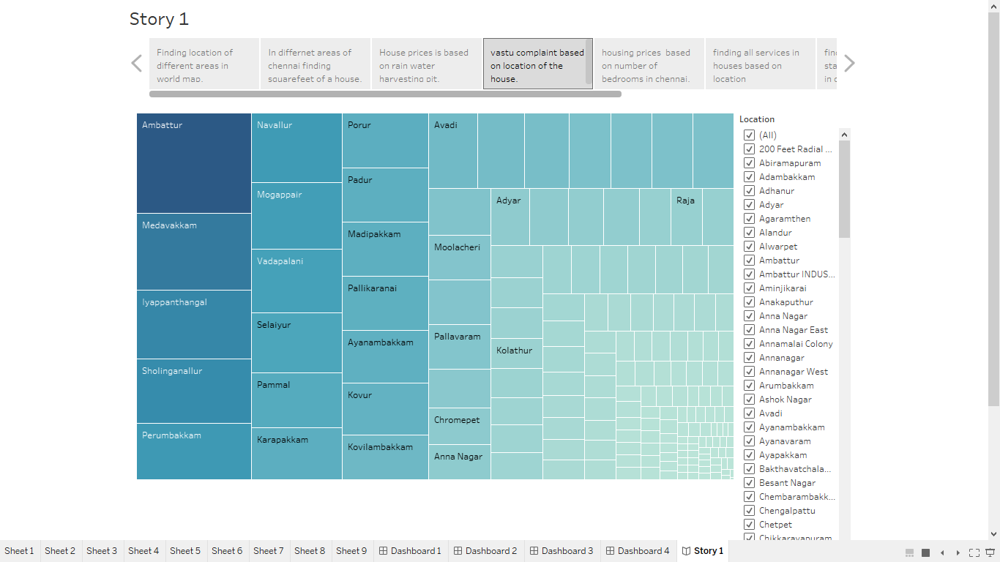 Story 1
Finding location of
different areas in
world map.
In differnet areas of
chennai finding
squarefeet of a house.
House prices is based
on rain water
harvesting pit.
vastu complaint based
on location of the
house.
housing prices based
on number of
bedrooms in chennai.
finding all services in
houses based on
location
Ambattur
Medavakkam
Iyappanthangal
Sholinganallur
Perumbakkam
Navallur
Mogappair
Vadapalani
Selaiyur
Pammal
Karapakkam
Porur
Padur
Madipakkam
Pallikaranai
Ayanambakkam
Kovur
Kovilambakkam
Avadi
Moolacheri
Pallavaram
Chromepet
Anna Nagar
Adyar
Kolathur
Raja
Location
(All)
200 Feet Radial ...
Abiramapuram
Adambakkam
Adhanur
Adyar
Agaramthen
Alandur
Alwarpet
Ambattur
Ambattur INDUS...
Aminjikarai
Anakaputhur
Anna Nagar
Anna Nagar East
Annamalai Colony
Annanagar
Annanagar West
Arumbakkam
Ashok Nagar
Avadi
Ayanambakkam
Ayanavaram
Ayapakkam
Bakthavatchala...
Besant Nagar
Chembarambakk...
Chengalpattu
Chetpet
Chikkarayapuram
Sheet 1 Sheet 2 Sheet 3 Sheet 4 Sheet 5 Sheet 6 Sheet 7 Sheet 8 Sheet 9 Dashboard 1 Dashboard 2 Dashboard 3 Dashboard 4 Story 1